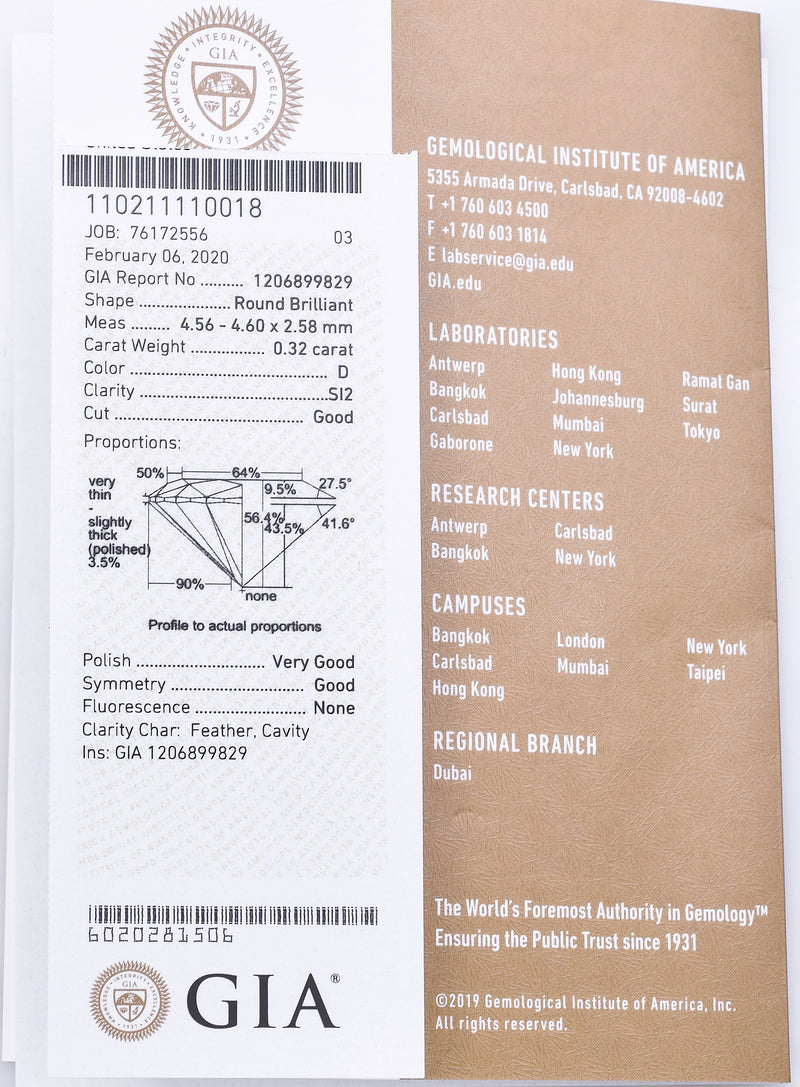 KNOWLEDGE • INTEGRITY • EXCELLENCE
GIA
• 1931 •
110211110018
JOB: 76172556 03
February 06, 2020
GIA Report No .......... 1206899829
Shape .................... Round Brilliant
Meas ......... 4.56 - 4.60 x 2.58 mm
Carat Weight ................. 0.32 carat
Color ............................................ D
Clarity ........................................SI2
Cut .......................................... Good
Proportions:
50% 64%
very
thin
-
slightly
thick
(polished)
3.5%
9.5% 27.5°
56.4%
43.5% 41.6°
90%
none
Profile to actual proportions
Polish ............................. Very Good
Symmetry ............................. Good
Fluorescence ........................ None
Clarity Char: Feather, Cavity
Ins: GIA 1206899829
6020281506
GIA®
GEMOLOGICAL INSTITUTE OF AMERICA
5355 Armada Drive, Carlsbad, CA 92008-4602
T +1 760 603 4500
F +1 760 603 1814
E labservice@gia.edu
GIA.edu
LABORATORIES
Antwerp Hong Kong Ramat Gan
Bangkok Johannesburg Surat
Carlsbad Mumbai Tokyo
Gaborone New York
RESEARCH CENTERS
Antwerp Carlsbad
Bangkok New York
CAMPUSES
Bangkok London New York
Carlsbad Mumbai Taipei
Hong Kong
REGIONAL BRANCH
Dubai
The World's Foremost Authority in Gemology™
Ensuring the Public Trust since 1931
©2019 Gemological Institute of America, Inc.
All rights reserved.